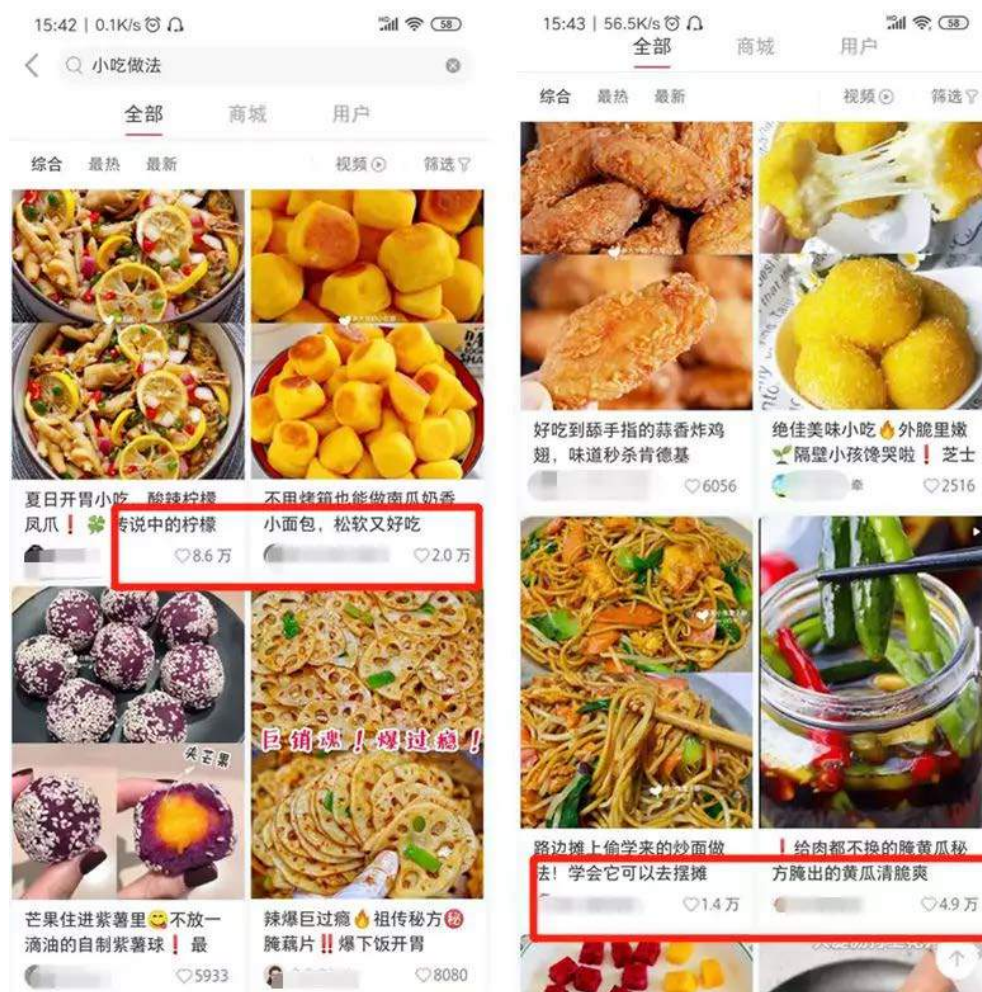 15:42 | 0.1K/s
58
小吃做法
全部
商城
用户
综合
最热
最新
视频
筛选
夏日开胃小吃
酸辣柠檬
凤爪❗🍀传说中的柠檬
8.6 万
不用烤箱也能做南瓜奶香
小面包，松软又好吃
2.0 万
夹芒果
芒果住进紫薯里😋不放一
滴油的自制紫薯球❗ 最
5933
巨销魂！爆过瘾！
辣爆巨过瘾🔥祖传秘方㊙
腌藕片‼爆下饭开胃
8080
15:43 | 56.5K/s
58
全部
商城
用户
综合
最热
最新
视频
筛选
好吃到舔手指的蒜香炸鸡
翅，味道秒杀肯德基
6056
绝佳美味小吃🔥外脆里嫩
🌱隔壁小孩馋哭啦❗ 芝士
2516
路边摊上偷学来的炒面做
法！学会它可以去摆摊
1.4 万
❗给肉都不换的腌黄瓜秘
方腌出的黄瓜清脆爽
4.9 万